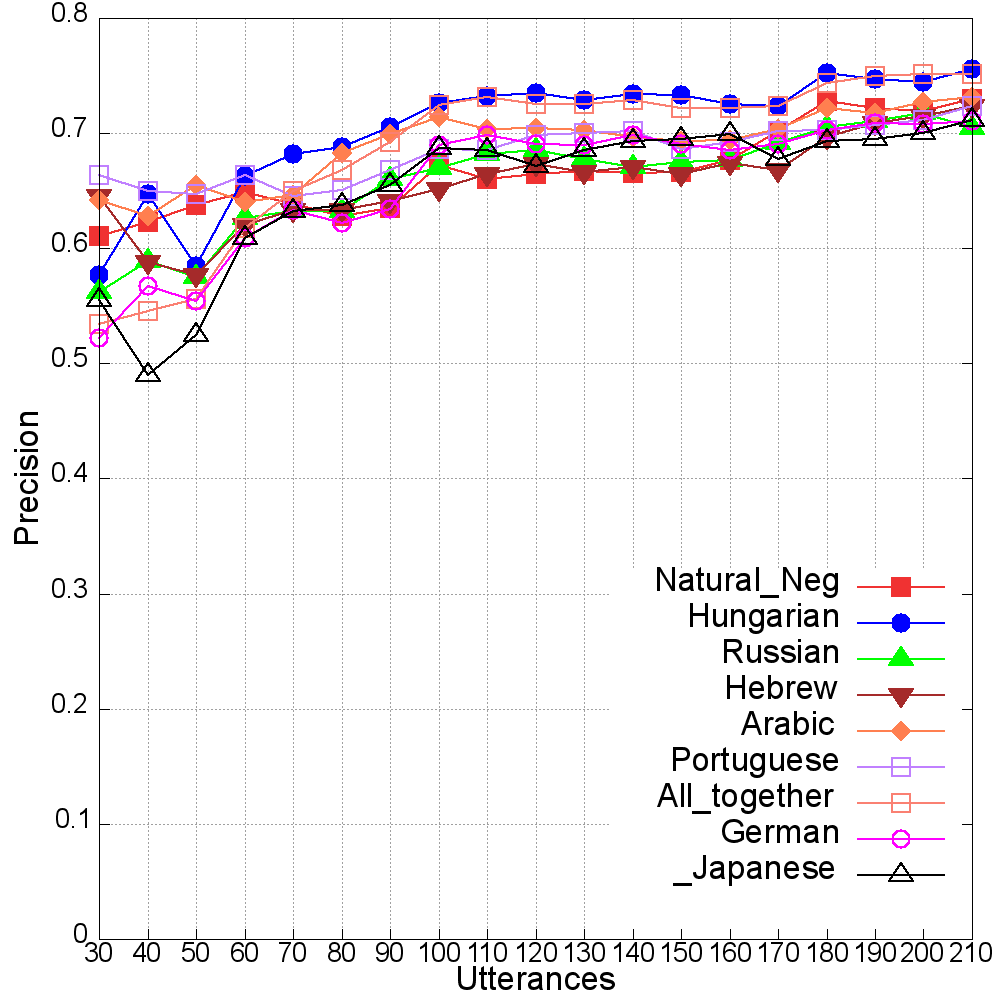 0.8
0.7
0.6
0.5
0.4
0.3
0.2
0.1
0
Precision
Natural_Neg
Hungarian
Russian
Hebrew
Arabic
Portuguese
All_together
German
_Japanese
30 40 50 60 70 80 90 100 110 120 130 140 150 160 170 180 190 200 210
Utterances